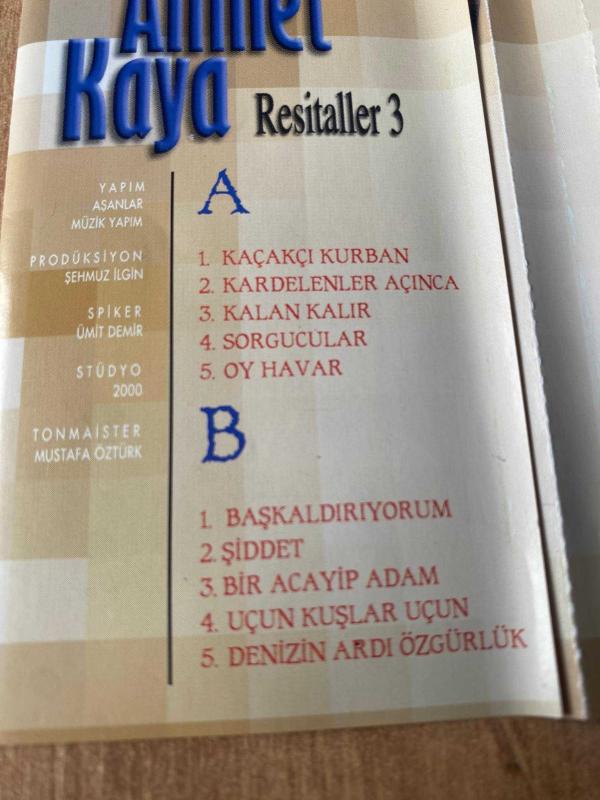 Ahmet
Kaya Resitaller 3
YAPIM
AŞANLAR
MÜZİK YAPIM
PRODÜKSİYON
ŞEHMUZ İLGİN
SPİKER
ÜMİT DEMİR
STÜDYO
2000
TONMAISTER
MUSTAFA ÖZTÜRK
A
1. KAÇAKÇI KURBAN
2. KARDELENLER AÇINCA
3. KALAN KALIR
4. SORGUCULAR
5. OY HAVAR
B
1. BAŞKALDIRIYORUM
2. ŞİDDET
3. BİR ACAYİP ADAM
4. UÇUN KUŞLAR UÇUN
5. DENİZİN ARDI ÖZGÜRLÜK